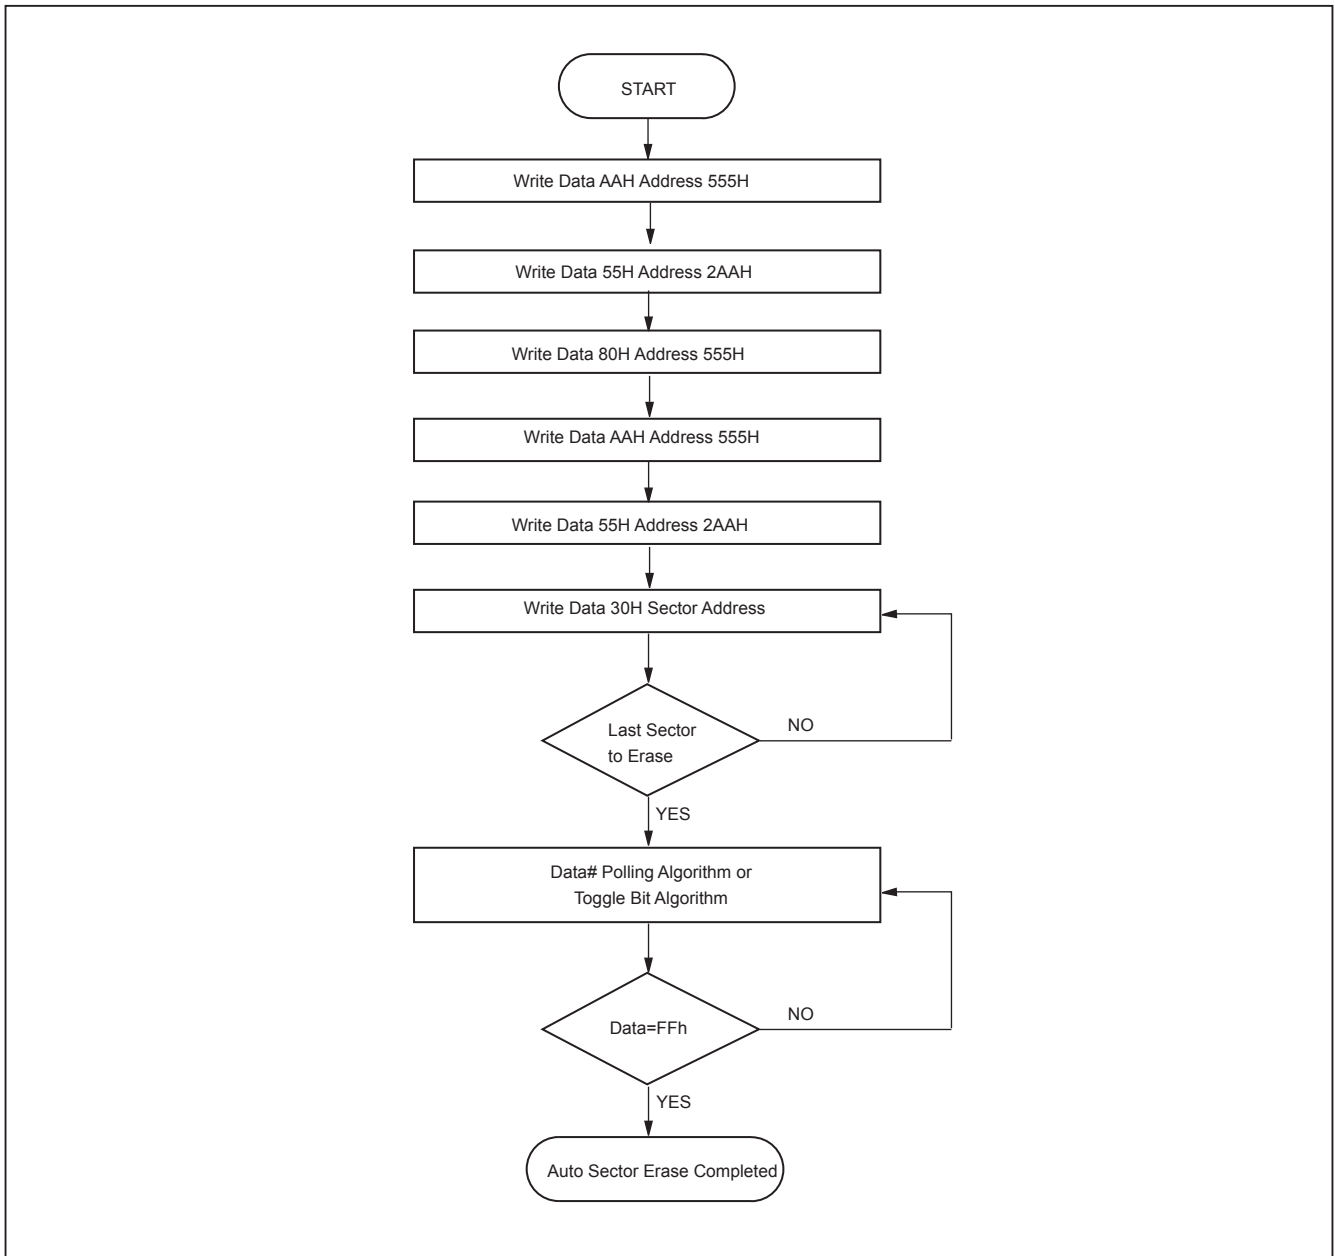 START
Write Data AAH Address 555H
Write Data 55H Address 2AAH
Write Data 80H Address 555H
Write Data AAH Address 555H
Write Data 55H Address 2AAH
Write Data 30H Sector Address
Last Sector
to Erase
NO
YES
Data# Polling Algorithm or
Toggle Bit Algorithm
Data=FFh
NO
YES
Auto Sector Erase Completed